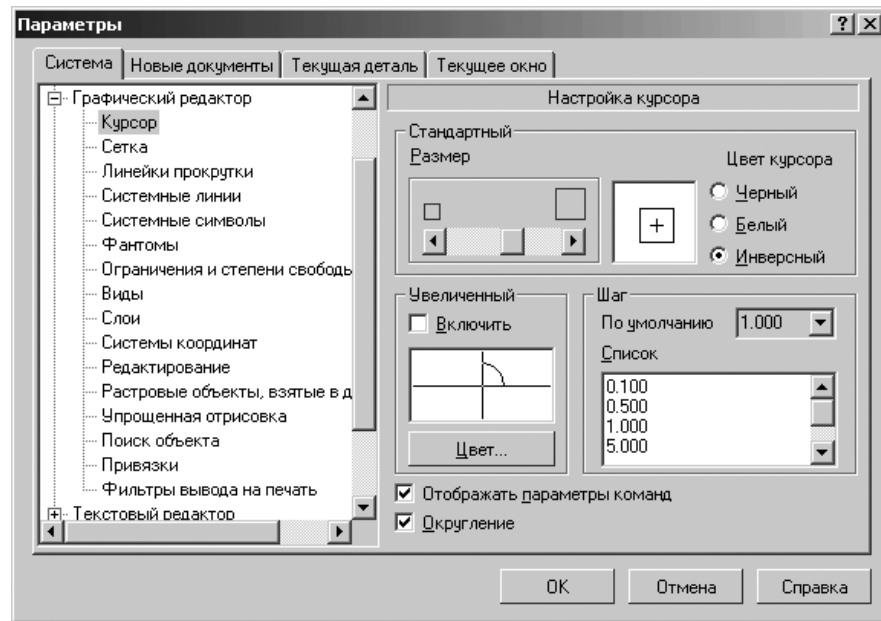 Параметры
Система Новые документы Текущая деталь Текущее окно
Графический редактор
Курсор
Сетка
Линейки прокрутки
Системные линии
Системные символы
Фантомы
Ограничения и степени свободы
Виды
Слои
Системы координат
Редактирование
Растровые объекты, взятые в д
Упрощенная отрисовка
Поиск объекта
Привязки
Фильтры вывода на печать
Текстовый редактор
Настройка курсора
Стандартный
Размер
Цвет курсора
Черный
Белый
Инверсный
Увеличенный
Включить
Цвет...
Шаг
По умолчанию 1.000
Список
0.100
0.500
1.000
5.000
Отображать параметры команд
Округление
OK Отмена Справка